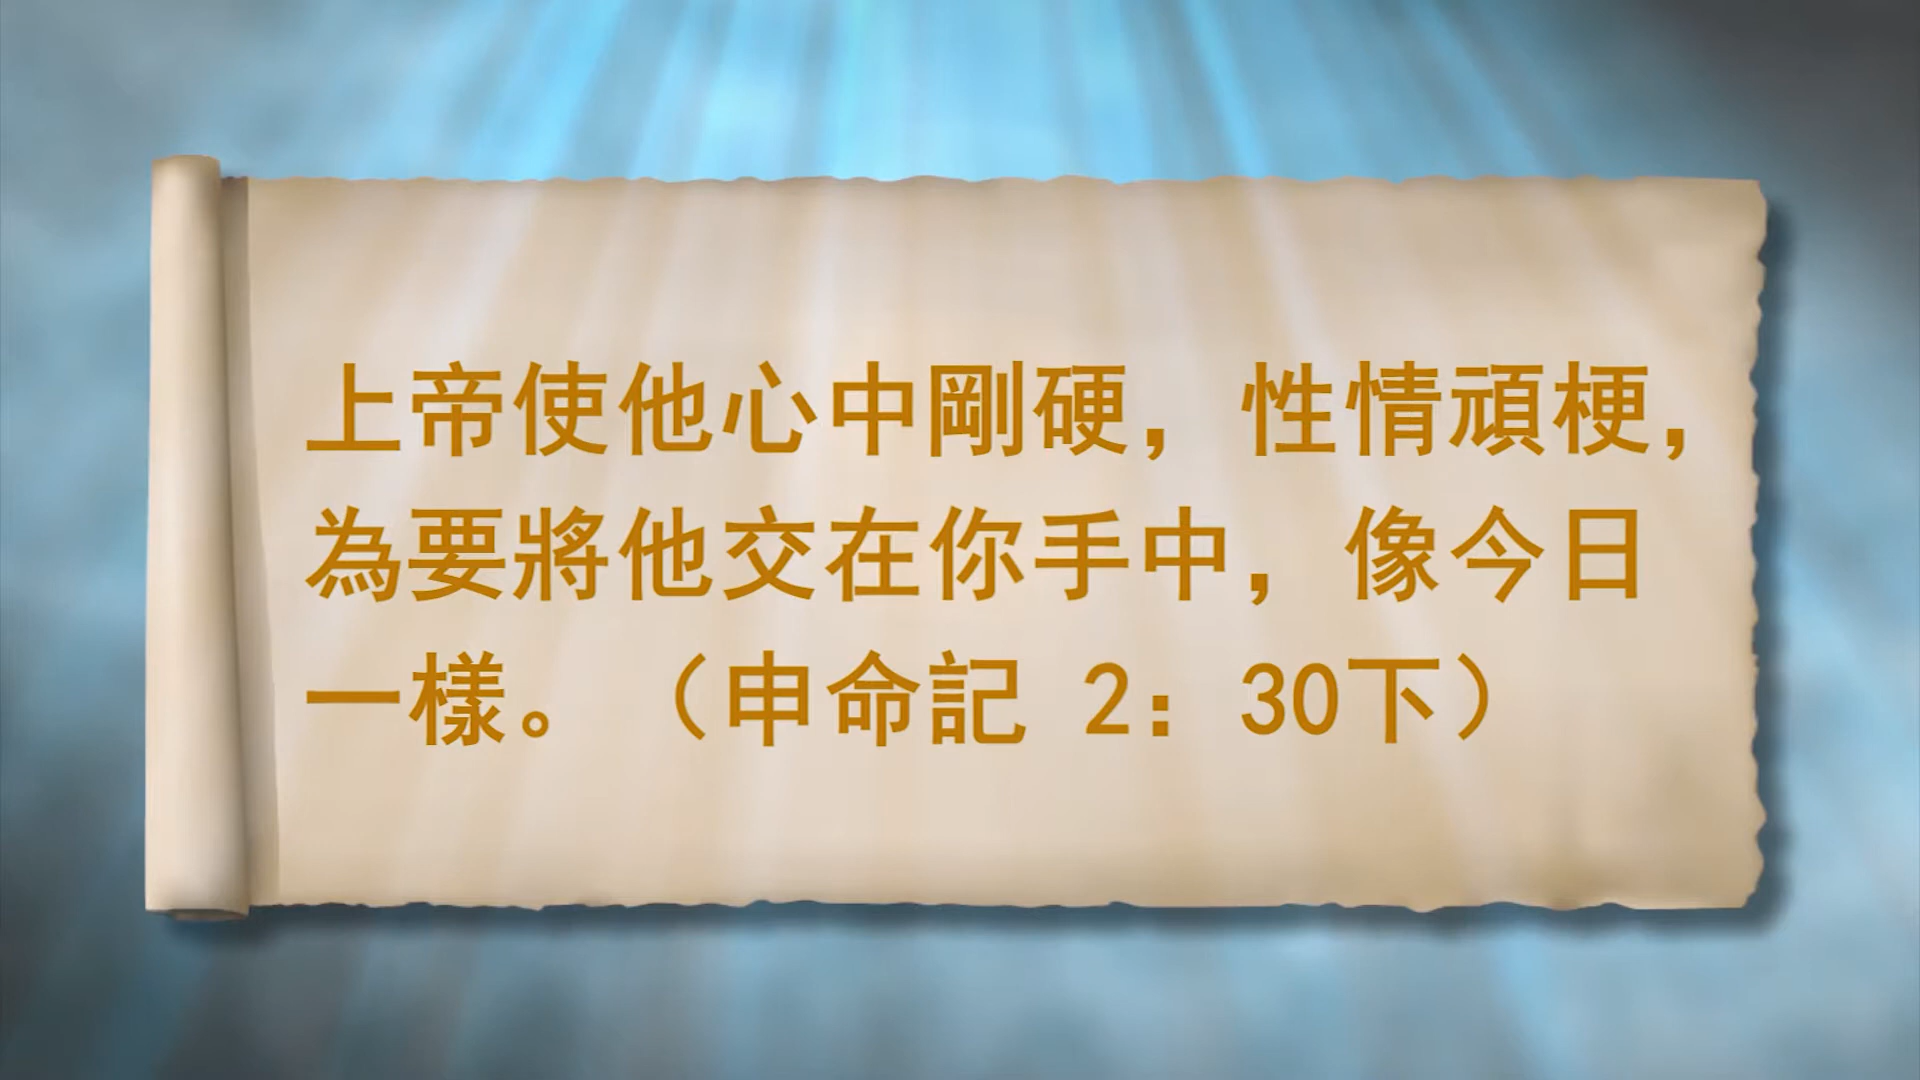 上帝使他心中剛硬，性情頑梗，
為要將他交在你手中，像今日
一樣。（申命記 2：30下）